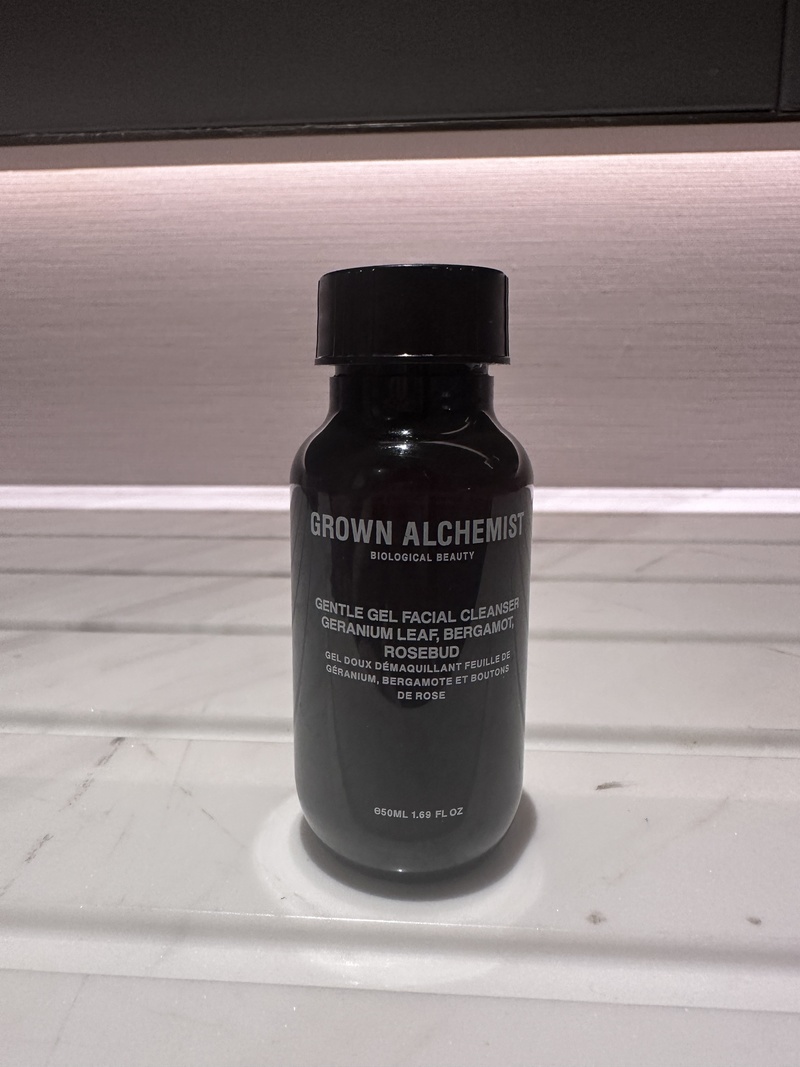 GROWN ALCHEMIST
BIOLOGICAL BEAUTY
GENTLE GEL FACIAL CLEANSER
GERANIUM LEAF, BERGAMOT,
ROSEBUD
GEL DOUX DÉMAQUILLANT FEUILLE DE
GÉRANIUM, BERGAMOTE ET BOUTONS
DE ROSE
℮50ML 1.69 FL OZ